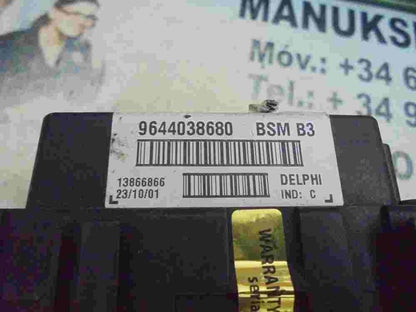 MANUKS
Móv.: +34 6
Tel.: + 34 9
9644038680 BSM B3
13866866 DELPHI
23/10/01 IND: C
WARRANTY